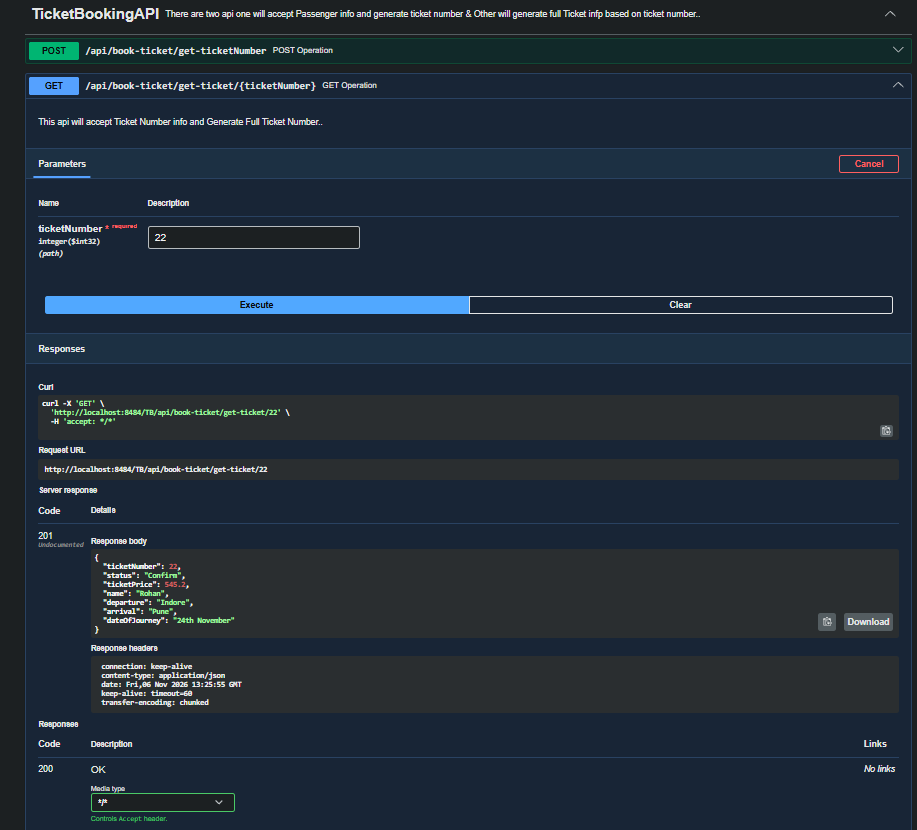 TicketBookingAPI There are two api one will accept Passenger info and generate ticket number & Other will generate full Ticket infp based on ticket number..
POST /api/book-ticket/get-ticketNumber POST Operation
GET /api/book-ticket/get-ticket/{ticketNumber} GET Operation
This api will accept Ticket Number info and Generate Full Ticket Number..
Parameters Cancel
Name Description
ticketNumber * required 22
integer($int32)
(path)
Execute Clear
Responses
Curl
curl -X 'GET' \
'http://localhost:8484/TB/api/book-ticket/get-ticket/22' \
-H 'accept: */*'
Request URL
http://localhost:8484/TB/api/book-ticket/get-ticket/22
Server response
Code Details
201 Response body
Undocumented
{
"ticketNumber": 22,
"status": "Confirm",
"ticketPrice": 545.2,
"name": "Rohan",
"departure": "Indore",
"arrival": "Pune",
"dateOfJourney": "24th November"
}
Download
Response headers
connection: keep-alive
content-type: application/json
date: Fri,06 Nov 2026 13:25:55 GMT
keep-alive: timeout=60
transfer-encoding: chunked
Responses
Code Description Links
200 OK No links
Media type
*/*
Controls Accept header.